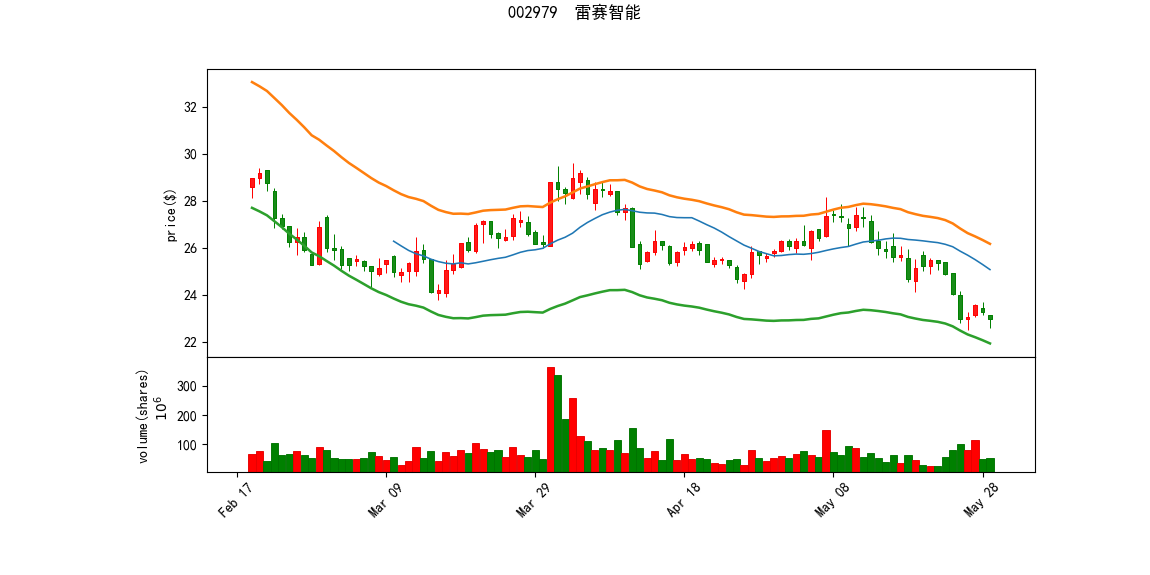 002979 雷赛智能
price($)
32
30
28
26
24
22
volume(shares)
10^6
300
200
100
Feb 17
Mar 09
Mar 29
Apr 18
May 08
May 28